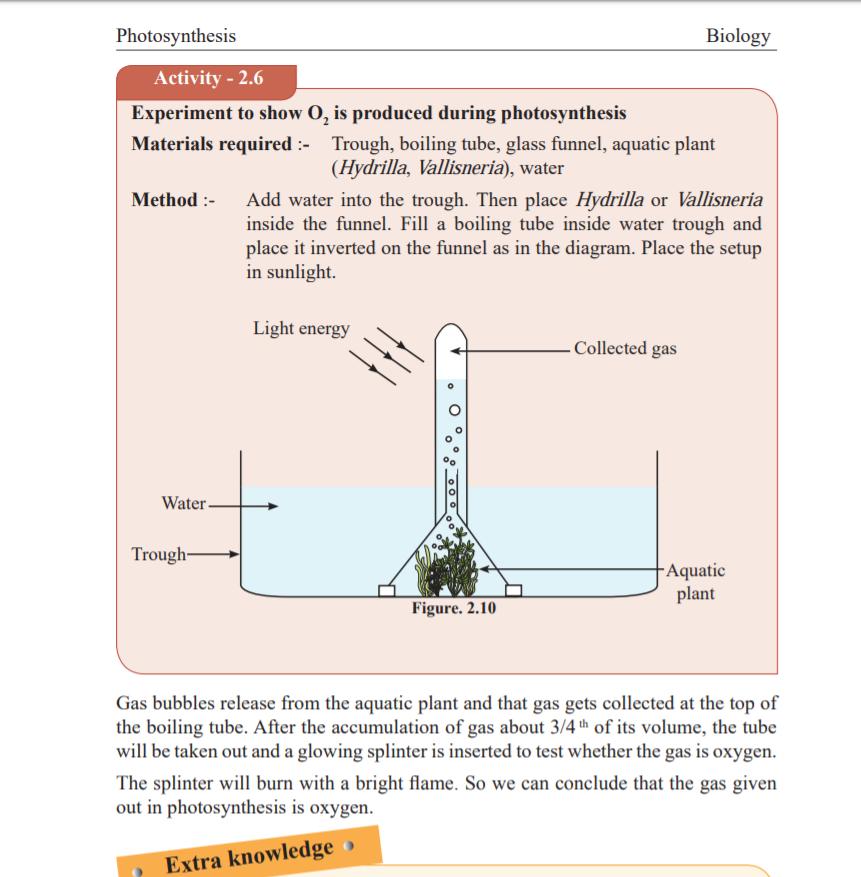 Photosynthesis Biology
Activity - 2.6
Experiment to show O₂ is produced during photosynthesis
Materials required :- Trough, boiling tube, glass funnel, aquatic plant
(Hydrilla, Vallisneria), water
Method :- Add water into the trough. Then place Hydrilla or Vallisneria
inside the funnel. Fill a boiling tube inside water trough and
place it inverted on the funnel as in the diagram. Place the setup
in sunlight.
Light energy
Collected gas
Water
Trough
Aquatic
plant
Figure. 2.10
Gas bubbles release from the aquatic plant and that gas gets collected at the top of
the boiling tube. After the accumulation of gas about 3/4 th of its volume, the tube
will be taken out and a glowing splinter is inserted to test whether the gas is oxygen.
The splinter will burn with a bright flame. So we can conclude that the gas given
out in photosynthesis is oxygen.
Extra knowledge